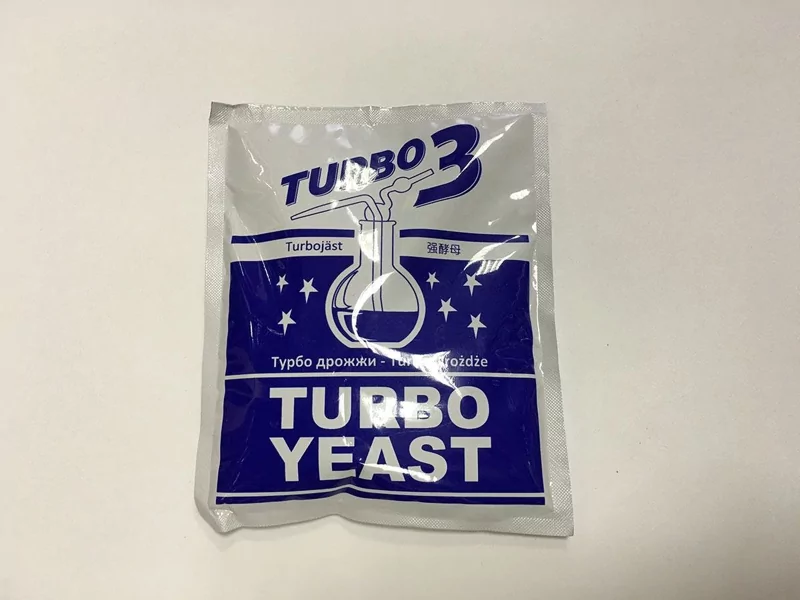 TURBO 3
Turbojäst
强酵母
Турбо дрожжи -
TURBO
YEAST